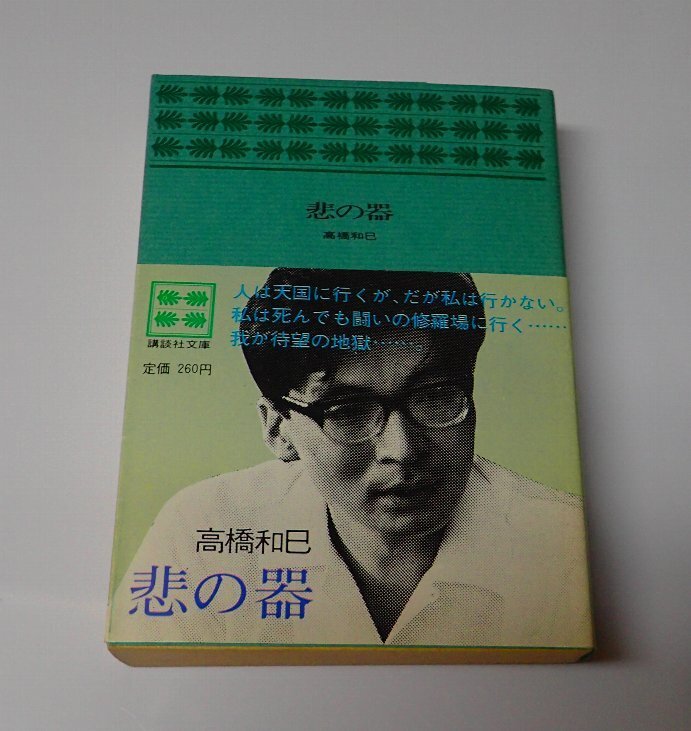 悲の器
高橋和巳
人は天国に行くが、だが私は行かない。
私は死んでも闘いの修羅場に行く……
我が待望の地獄……。
講談社文庫
定価 260円
高橋和巳
悲の器